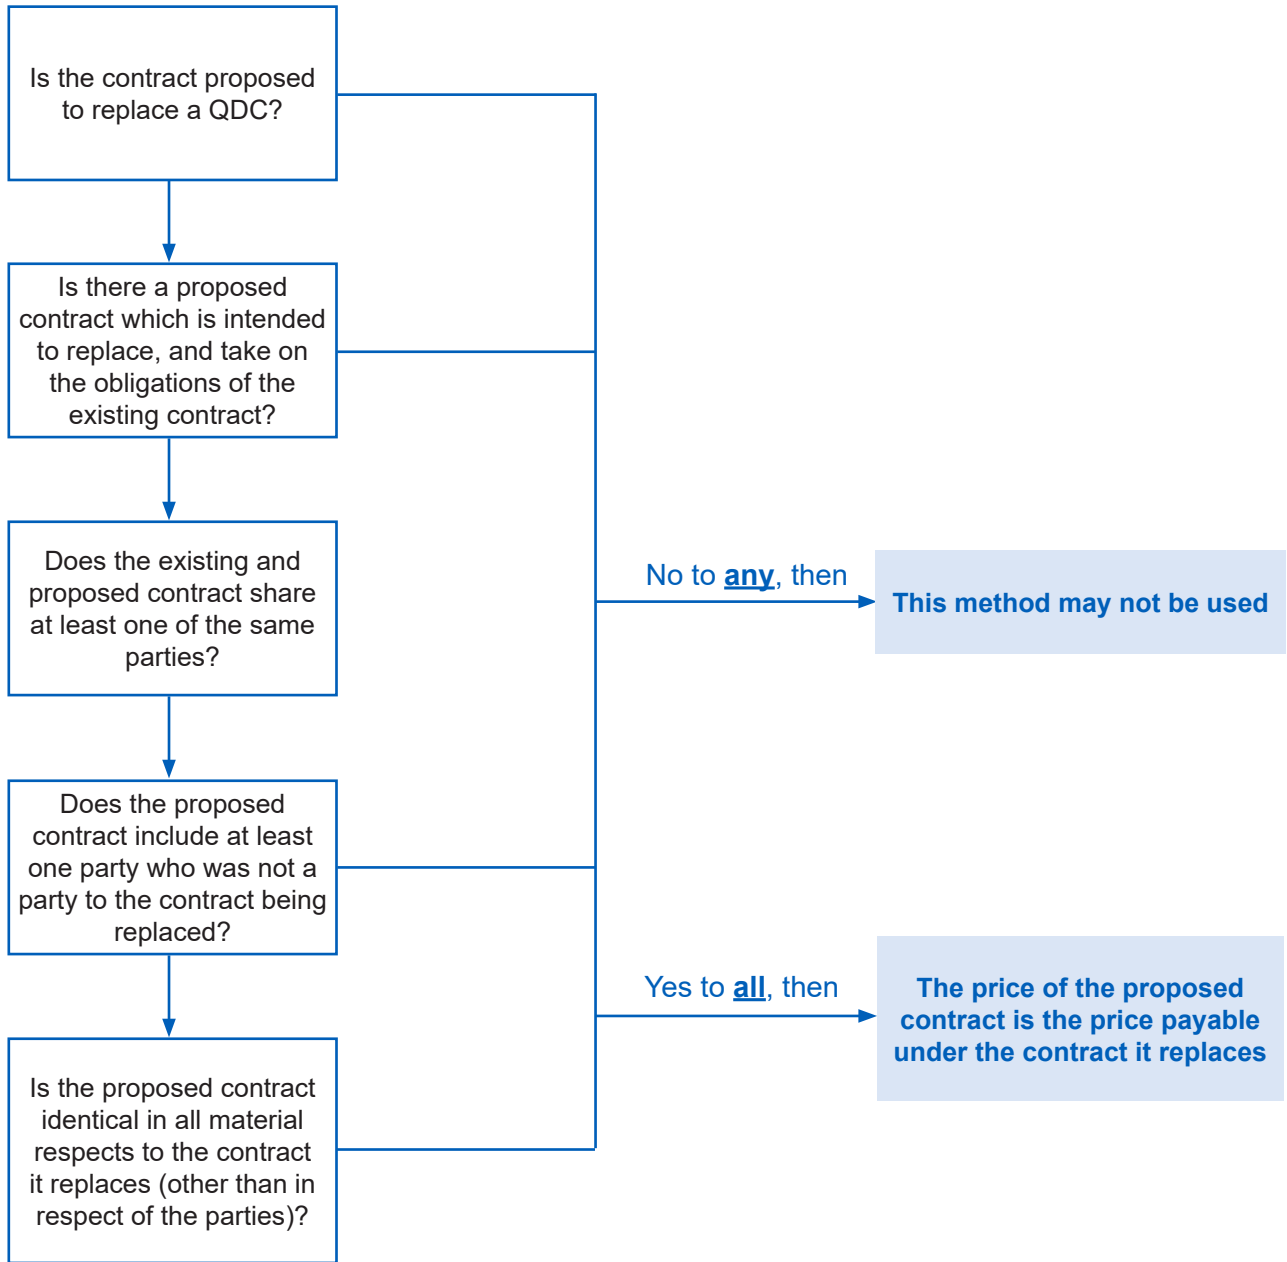 Is the contract proposed
to replace a QDC?
Is there a proposed
contract which is intended
to replace, and take on
the obligations of the
existing contract?
Does the existing and
proposed contract share
at least one of the same
parties?
Does the proposed
contract include at least
one party who was not a
party to the contract being
replaced?
Is the proposed contract
identical in all material
respects to the contract
it replaces (other than in
respect of the parties)?
No to any, then
This method may not be used
Yes to all, then
The price of the proposed
contract is the price payable
under the contract it replaces